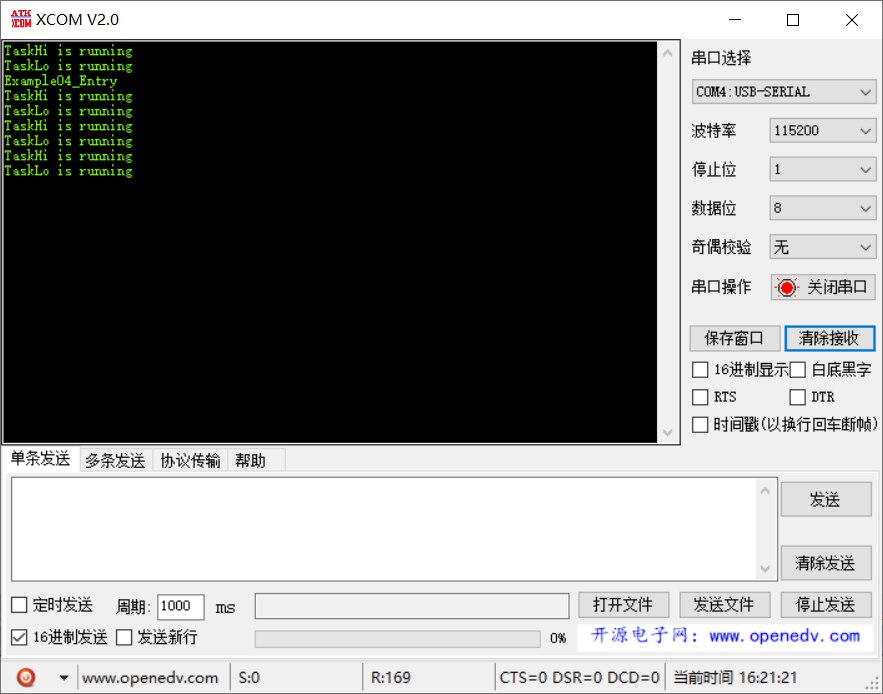 ATK XCOM XCOM V2.0
TaskHi is running
TaskLo is running
Example04_Entry
TaskHi is running
TaskLo is running
TaskHi is running
TaskLo is running
TaskHi is running
TaskLo is running
串口选择
COM4:USB-SERIAL
波特率 115200
停止位 1
数据位 8
奇偶校验 无
串口操作 关闭串口
保存窗口 清除接收
16进制显示 白底黑字
RTS DTR
时间戳(以换行回车断帧)
单条发送 多条发送 协议传输 帮助
发送
清除发送
定时发送 周期: 1000 ms 打开文件 发送文件 停止发送
16进制发送 发送新行 0% 开源电子网: www.openedv.com
www.openedv.com S:0 R:169 CTS=0 DSR=0 DCD=0 当前时间 16:21:21